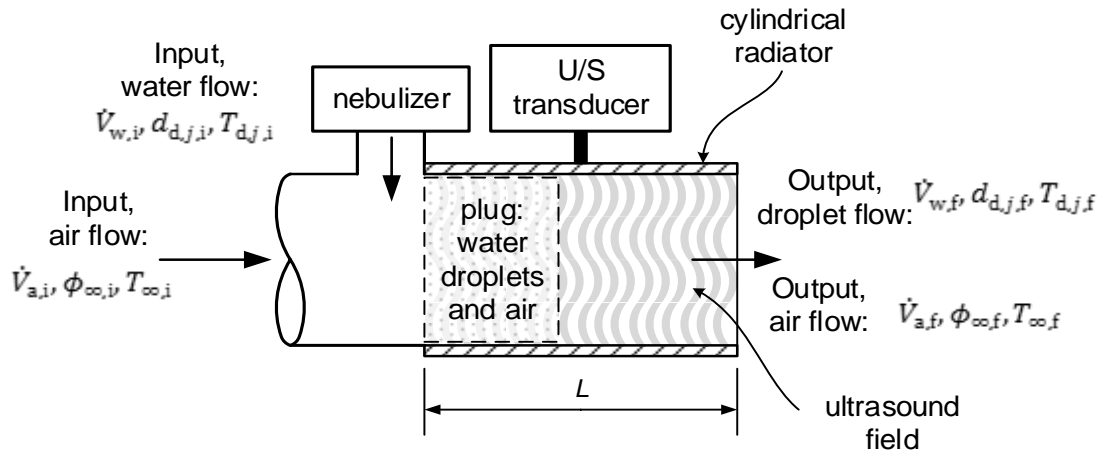 Input,
water flow:
V̇w,i, dd,j,i, Td,j,i
nebulizer
U/S
transducer
cylindrical
radiator
Input,
air flow:
V̇a,i, ϕ∞,i, T∞,i
plug:
water
droplets
and air
Output,
droplet flow:
V̇w,f, dd,j,f, Td,j,f
Output,
air flow:
V̇a,f, ϕ∞,f, T∞,f
L
ultrasound
field